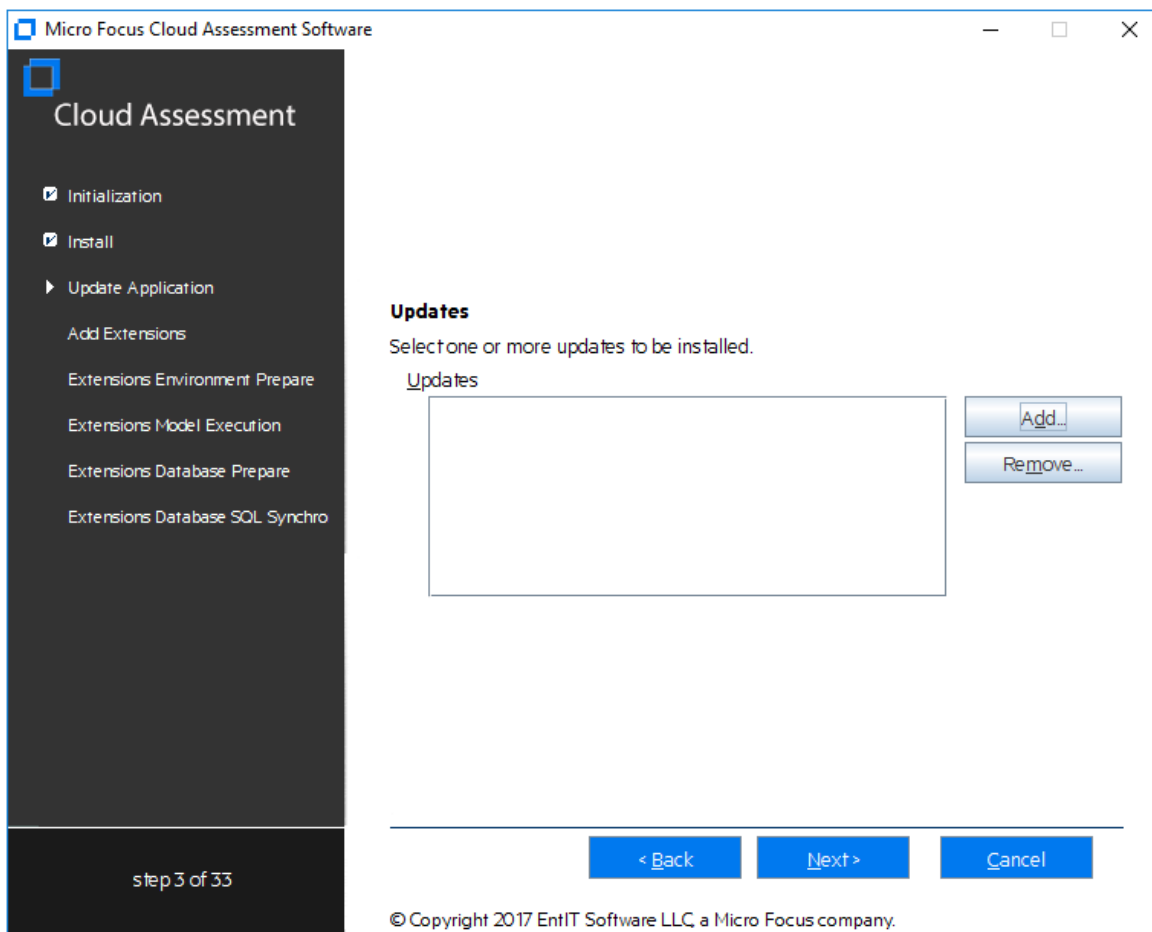 Micro Focus Cloud Assessment Software
Cloud Assessment
Initialization
Install
Update Application
Add Extensions
Extensions Environment Prepare
Extensions Model Execution
Extensions Database Prepare
Extensions Database SQL Synchro
step 3 of 33
Updates
Select one or more updates to be installed.
Updates
Add...
Remove...
< Back
Next >
Cancel
© Copyright 2017 EntIT Software LLC, a Micro Focus company.